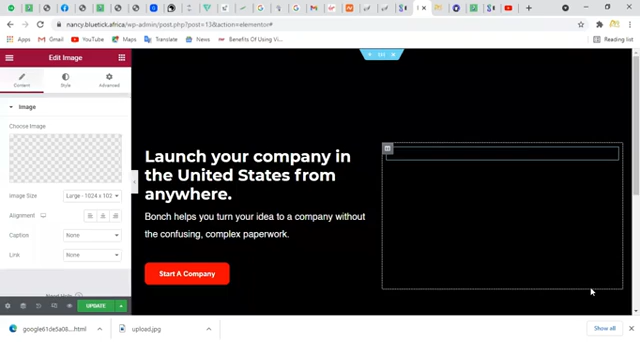 nancy.bluetick.africa/wp-admin/post.php?post=13&action=elementor#
Apps
Gmail
YouTube
Maps
Translate
News
Benefits Of Using Vi...
Reading list
Edit Image
Content
Style
Advanced
Image
Choose Image
Image Size
Large - 1024 x 102
Alignment
Caption
None
Link
None
UPDATE
Launch your company in
the United States from
anywhere.
Bonch helps you turn your idea to a company without
the confusing, complex paperwork.
Start A Company
google61de5a08....html
upload.jpg
Show all